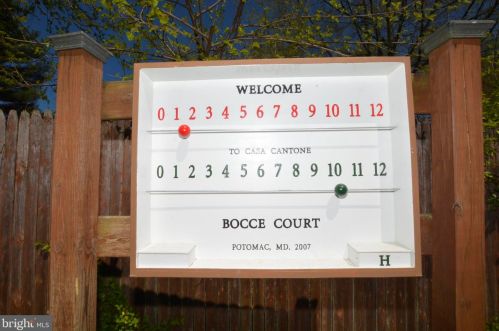 WELCOME
0 1 2 3 4 5 6 7 8 9 10 11 12
TO CASA CANTONE
0 1 2 3 4 5 6 7 8 9 10 11 12
BOCCE COURT
POTOMAC, MD. 2007
H
bright MLS